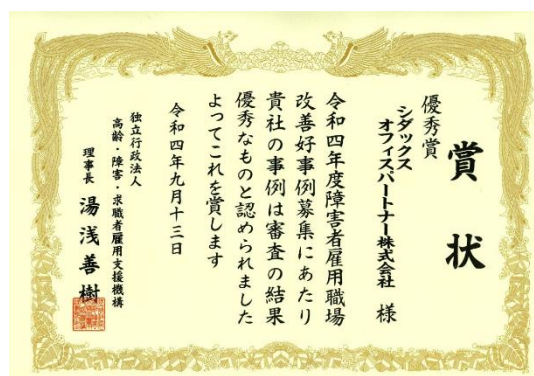 賞状
優秀賞
シダックス
オフィスパートナー株式会社 様
令和四年度障害者雇用職場
改善好事例募集にあたり
貴社の事例は審査の結果
優秀なものと認められました
よってこれを賞します
令和四年九月十三日
独立行政法人
高齢・障害・求職者雇用支援機構
理事長 湯浅善樹